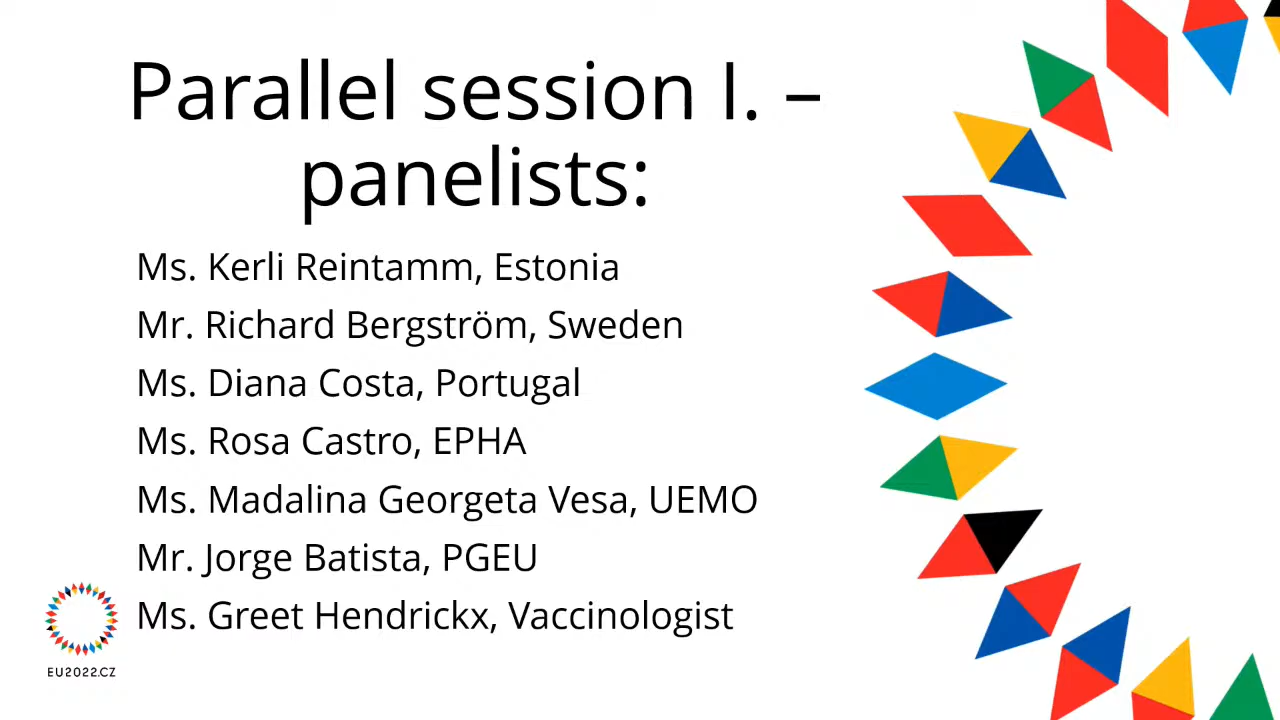 Parallel session I. –
panelists:
Ms. Kerli Reintamm, Estonia
Mr. Richard Bergström, Sweden
Ms. Diana Costa, Portugal
Ms. Rosa Castro, EPHA
Ms. Madalina Georgeta Vesa, UEMO
Mr. Jorge Batista, PGEU
Ms. Greet Hendrickx, Vaccinologist
EU2022.CZ